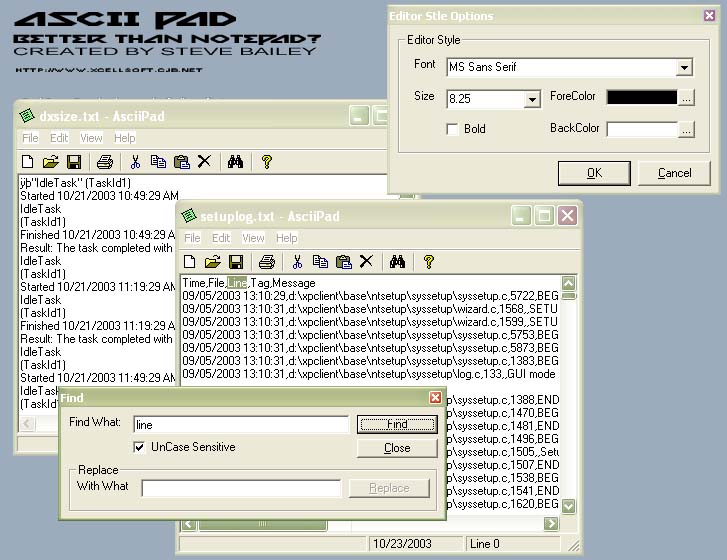 ASCII PAD
BETTER THAN NOTEPAD?
CREATED BY STEVE BAILEY
HTTP://WWW.XCELLSOFT.CJB.NET
Editor Stle Options
Editor Style
Font
MS Sans Serif
Size
8.25
ForeColor
...
Bold
BackColor
...
OK
Cancel
dxsize.txt - AsciiPad
File Edit View Help
ÿþ"IdleTask" (TaskId1)
Started 10/21/2003 10:49:29 AM
IdleTask
(TaskId1)
Finished 10/21/2003 10:49
Result: The task completed with
IdleTask
(TaskId1)
Started 10/21/2003 11:19:29 AM
IdleTask
(TaskId1)
Finished 10/21/2003 11:19:29
Result: The task completed with
IdleTask
(TaskId1)
Started 10/21/2003 11:49:29 AM
IdleTask
(TaskId1)
setuplog.txt - AsciiPad
File Edit View Help
Time,File,Line,Tag,Message
09/05/2003 13:10:29,d:\xpclient\base\ntsetup\syssetup\syssetup.c,5722,BEG
09/05/2003 13:10:31,d:\xpclient\base\ntsetup\syssetup\wizard.c,1568,,SETU
09/05/2003 13:10:31,d:\xpclient\base\ntsetup\syssetup\wizard.c,1599,,SETU
09/05/2003 13:10:31,d:\xpclient\base\ntsetup\syssetup\syssetup.c,5753,BEG
09/05/2003 13:10:31,d:\xpclient\base\ntsetup\syssetup\syssetup.c,5873,BEG
09/05/2003 13:10:31,d:\xpclient\base\ntsetup\syssetup\syssetup.c,1383,BEG
09/05/2003 13:10:31,d:\xpclient\base\ntsetup\syssetup\log.c,133,,GUI mode
p\syssetup.c,1388,END
p\syssetup.c,1470,BEG
p\syssetup.c,1481,END
p\syssetup.c,1496,BEG
p\syssetup.c,1505,,Setu
p\syssetup.c,1507,END
p\syssetup.c,1538,BEG
p\syssetup.c,1541,END
p\syssetup.c,1620,BEG
10/23/2003
Line 0
Find
Find What:
line
Find
UnCase Sensitive
Close
Replace
With What
Replace